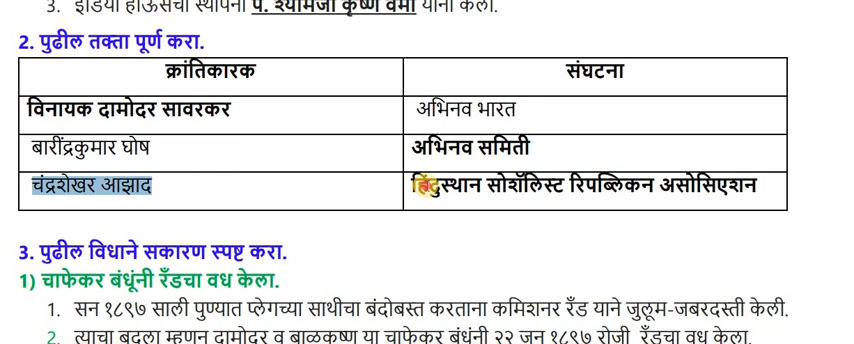 3. इंडिया हाऊसची स्थापना पं. श्यामजी कृष्ण वर्मा यांनी केली.
2. पुढील तक्ता पूर्ण करा.
क्रांतिकारक संघटना
विनायक दामोदर सावरकर अभिनव भारत
बारींद्रकुमार घोष अभिनव समिती
चंद्रशेखर आझाद हिंदुस्थान सोशॅलिस्ट रिपब्लिकन असोसिएशन
3. पुढील विधाने सकारण स्पष्ट करा.
1) चाफेकर बंधूंनी रँडचा वध केला.
1. सन १८९७ साली पुण्यात प्लेगच्या साथीचा बंदोबस्त करताना कमिशनर रँड याने जुलूम-जबरदस्ती केली.
2. त्याचा बदला म्हणून दामोदर व बाळकृष्ण या चाफेकर बंधूंनी २२ जून १८९७ रोजी रँडचा वध केला.